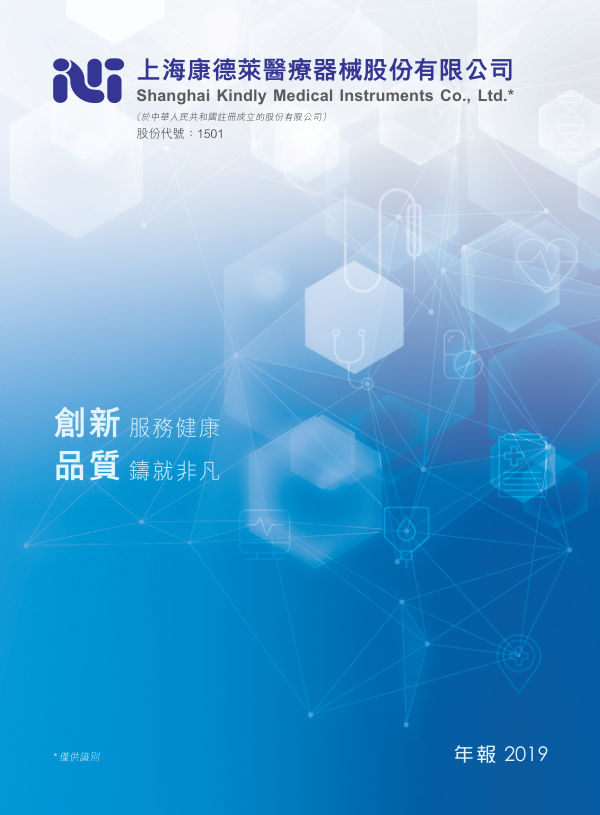 上海康德萊醫療器械股份有限公司
Shanghai Kindly Medical Instruments Co., Ltd.*
（於中華人民共和國註冊成立的股份有限公司）
股份代號：1501
創新 服務健康
品質 鑄就非凡
* 僅供識別
年報 2019